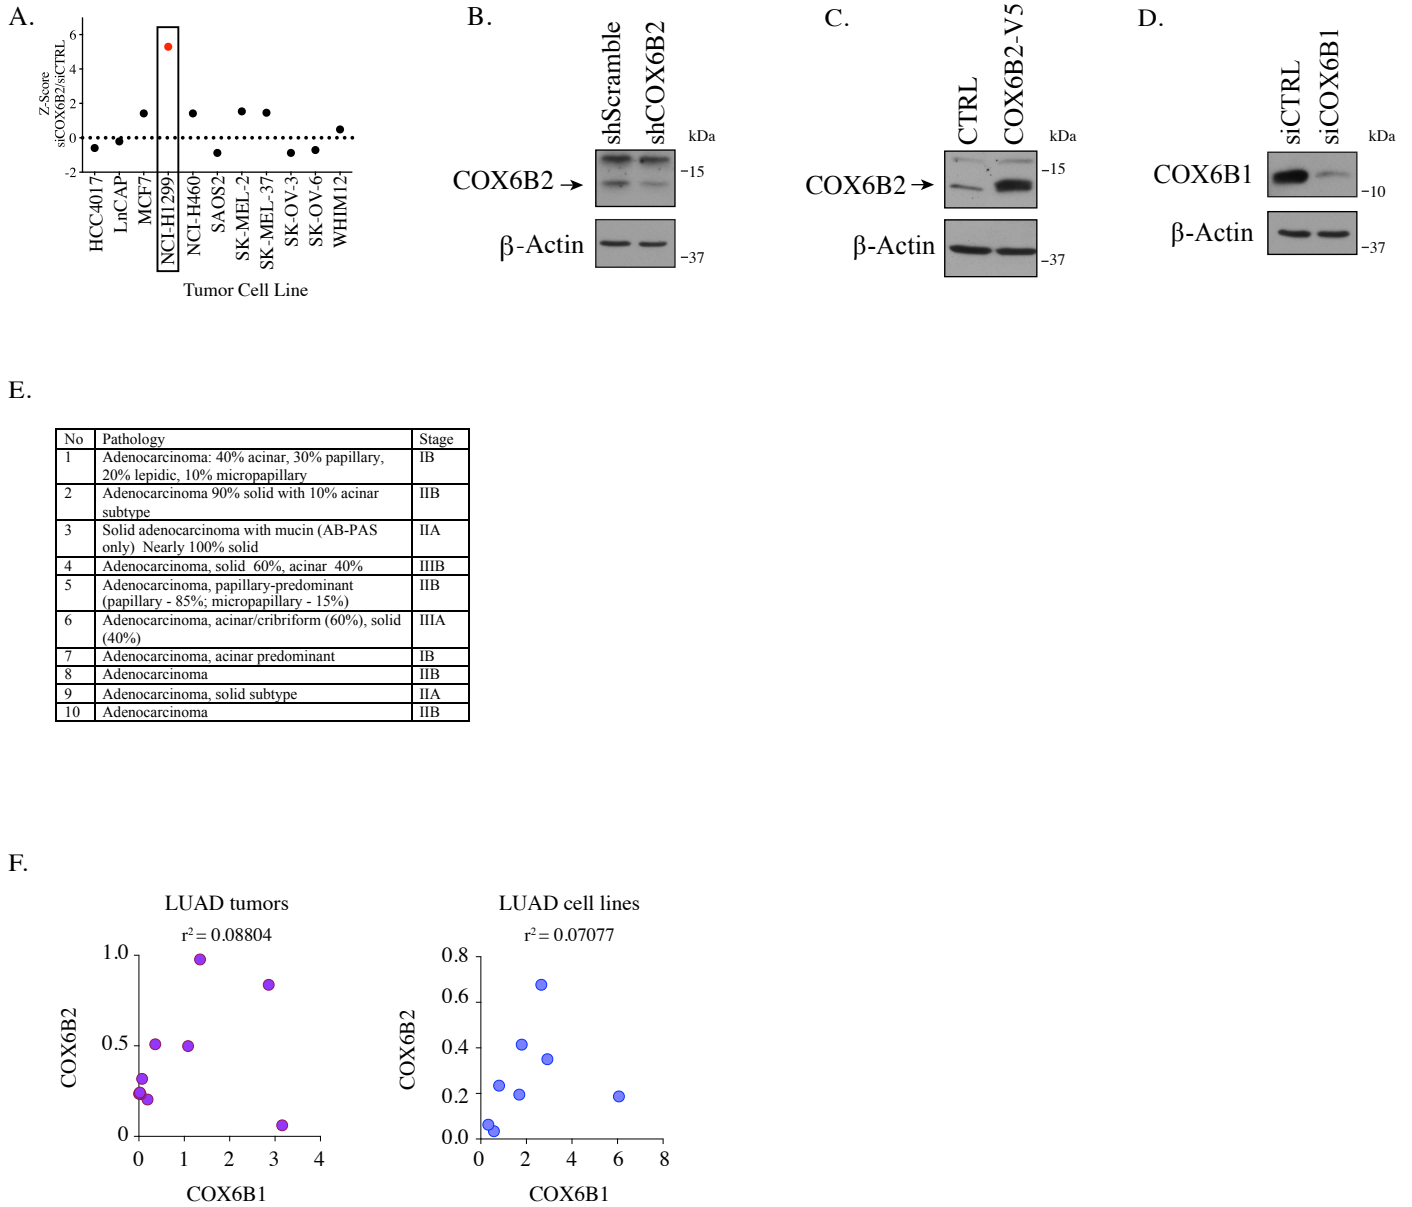 A.
Z-Score
siCOX6B2/siCTRL
6
4
2
0
-2
HCC4017
LnCAP
MCF7
NCI-H1299
NCI-H460
SAOS2
SK-MEL-2
SK-MEL-37
SK-OV-3
SK-OV-6
WHIM12
Tumor Cell Line
B.
shScramble
shCOX6B2
kDa
COX6B2
-15
β-Actin
-37
C.
CTRL
COX6B2-V5
kDa
COX6B2
-15
β-Actin
-37
D.
siCTRL
siCOX6B1
kDa
COX6B1
-10
β-Actin
-37
E.
No Pathology Stage
1 Adenocarcinoma: 40% acinar, 30% papillary, IB
20% lepidic, 10% micropapillary
2 Adenocarcinoma 90% solid with 10% acinar IIB
subtype
3 Solid adenocarcinoma with mucin (AB-PAS IIA
only) Nearly 100% solid
4 Adenocarcinoma, solid 60%, acinar 40% IIIB
5 Adenocarcinoma, papillary-predominant IIB
(papillary - 85%; micropapillary - 15%)
6 Adenocarcinoma, acinar/cribriform (60%), solid IIIA
(40%)
7 Adenocarcinoma, acinar predominant IB
8 Adenocarcinoma IIB
9 Adenocarcinoma, solid subtype IIA
10 Adenocarcinoma IIB
F.
LUAD tumors
r² = 0.08804
COX6B2
1.0
0.5
0
0 1 2 3 4
COX6B1
LUAD cell lines
r² = 0.07077
COX6B2
0.8
0.6
0.4
0.2
0.0
0 2 4 6 8
COX6B1